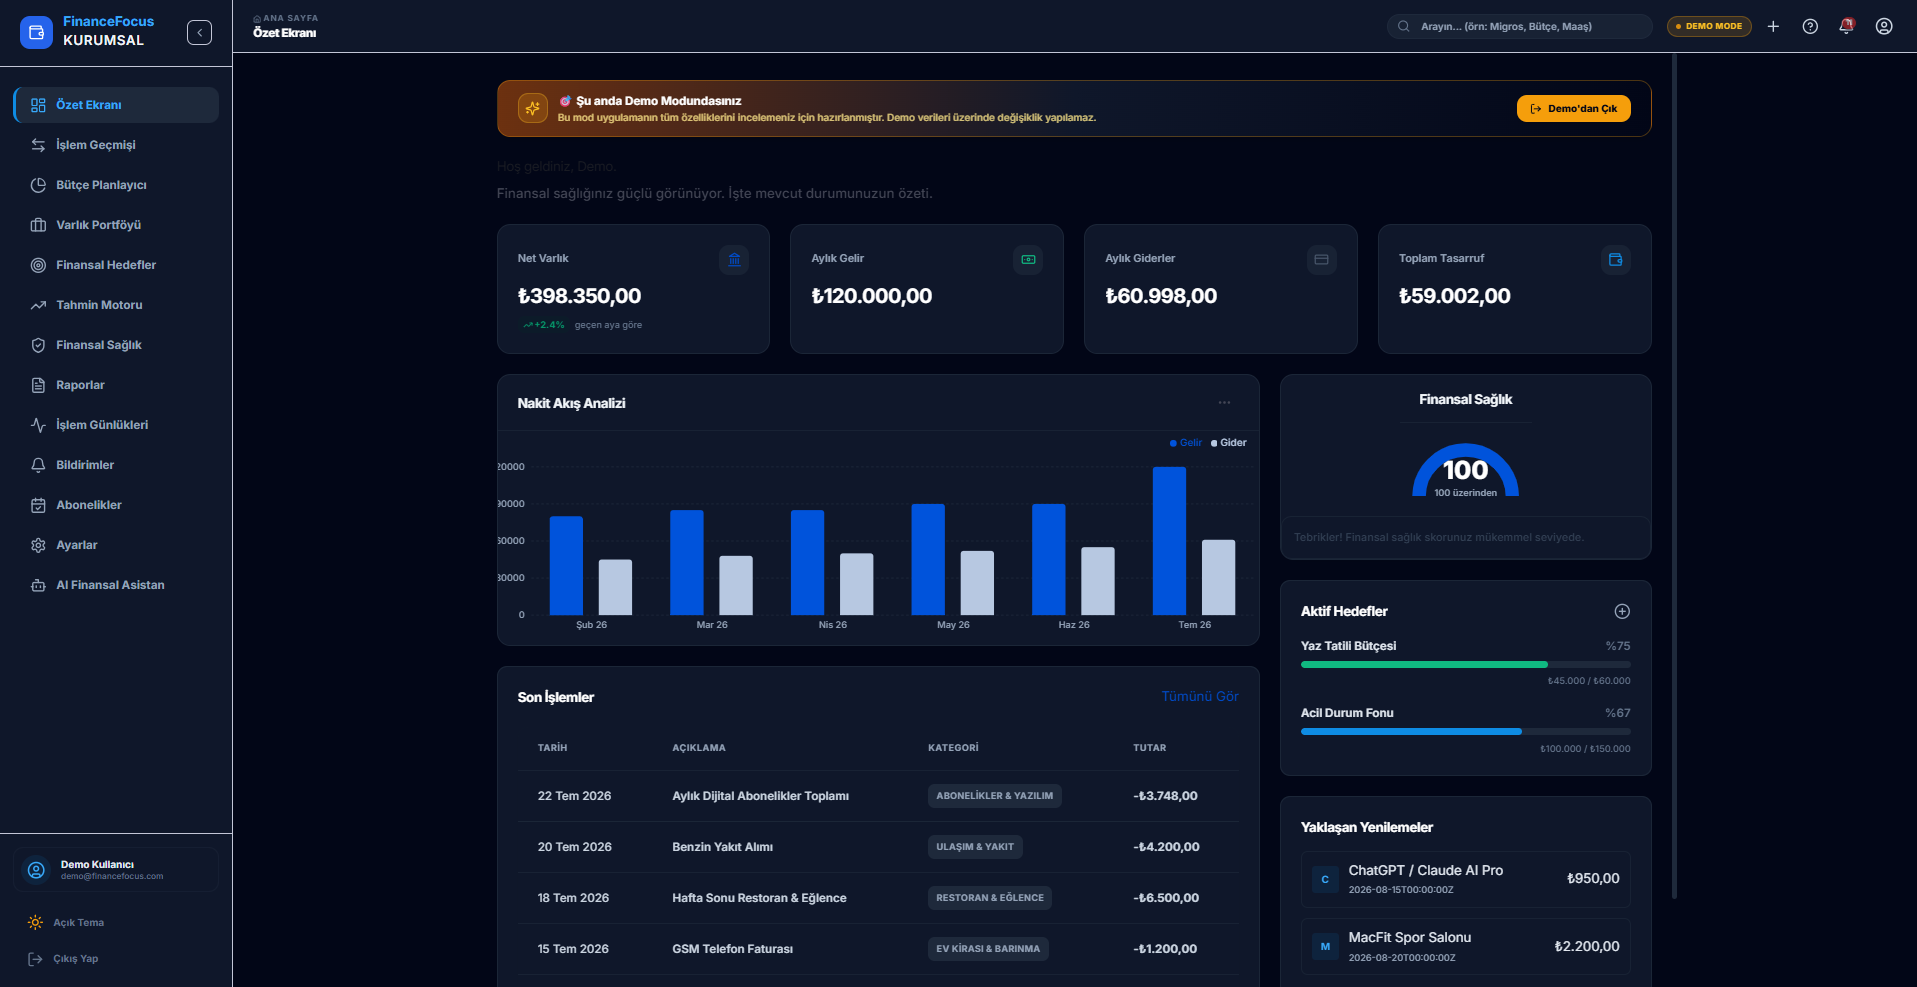 FinanceFocus
KURUMSAL
Özet Ekranı
İşlem Geçmişi
Bütçe Planlayıcı
Varlık Portföyü
Finansal Hedefler
Tahmin Motoru
Finansal Sağlık
Raporlar
İşlem Günlükleri
Bildirimler
Abonelikler
Ayarlar
AI Finansal Asistan
Demo Kullanıcı
demo@financefocus.com
Açık Tema
Çıkış Yap
ANA SAYFA
Özet Ekranı
Arayın... (örn: Migros, Bütçe, Maaş)
DEMO MODE
🎯 Şu anda Demo Modundasınız
Bu mod uygulamanın tüm özelliklerini incelemeniz için hazırlanmıştır. Demo verileri üzerinde değişiklik yapılamaz.
Demo'dan Çık
Hoş geldiniz, Demo.
Finansal sağlığınız güçlü görünüyor. İşte mevcut durumunuzun özeti.
Net Varlık
₺398.350,00
+2.4% geçen aya göre
Aylık Gelir
₺120.000,00
Aylık Giderler
₺60.998,00
Toplam Tasarruf
₺59.002,00
Nakit Akış Analizi
Gelir Gider
20000
90000
60000
30000
0
Şub 26 Mar 26 Nis 26 May 26 Haz 26 Tem 26
Finansal Sağlık
100
100 üzerinden
Tebrikler! Finansal sağlık skorunuz mükemmel seviyede.
Aktif Hedefler
Yaz Tatili Bütçesi %75
₺45.000 / ₺60.000
Acil Durum Fonu %67
₺100.000 / ₺150.000
Son İşlemler Tümünü Gör
TARİH AÇIKLAMA KATEGORİ TUTAR
22 Tem 2026 Aylık Dijital Abonelikler Toplamı ABONELİKLER & YAZILIM -₺3.748,00
20 Tem 2026 Benzin Yakıt Alımı ULAŞIM & YAKIT -₺4.200,00
18 Tem 2026 Hafta Sonu Restoran & Eğlence RESTORAN & EĞLENCE -₺6.500,00
15 Tem 2026 GSM Telefon Faturası EV KİRASI & BARINMA -₺1.200,00
Yaklaşan Yenilemeler
C
ChatGPT / Claude AI Pro
2026-08-15T00:00:00Z
₺950,00
M
MacFit Spor Salonu
2026-08-20T00:00:00Z
₺2.200,00